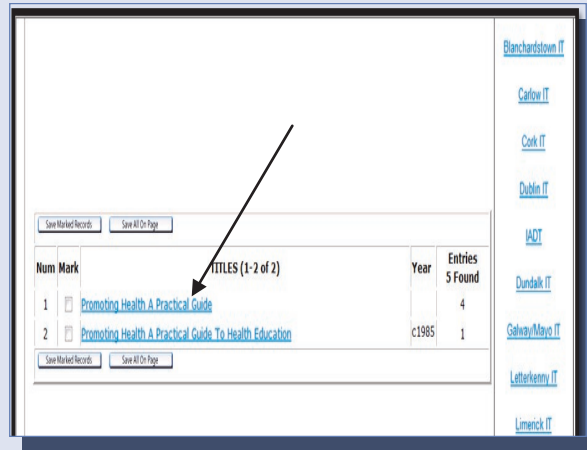 Blanchardstown IT
Carlow IT
Cork IT
Dublin IT
IADT
Dundalk IT
Galway/Mayo IT
Letterkenny IT
Limerick IT
Save Marked Records Save All On Page
Num Mark TITLES (1-2 of 2) Year Entries
5 Found
1 Promoting Health A Practical Guide 4
2 Promoting Health A Practical Guide To Health Education c1985 1
Save Marked Records Save All On Page